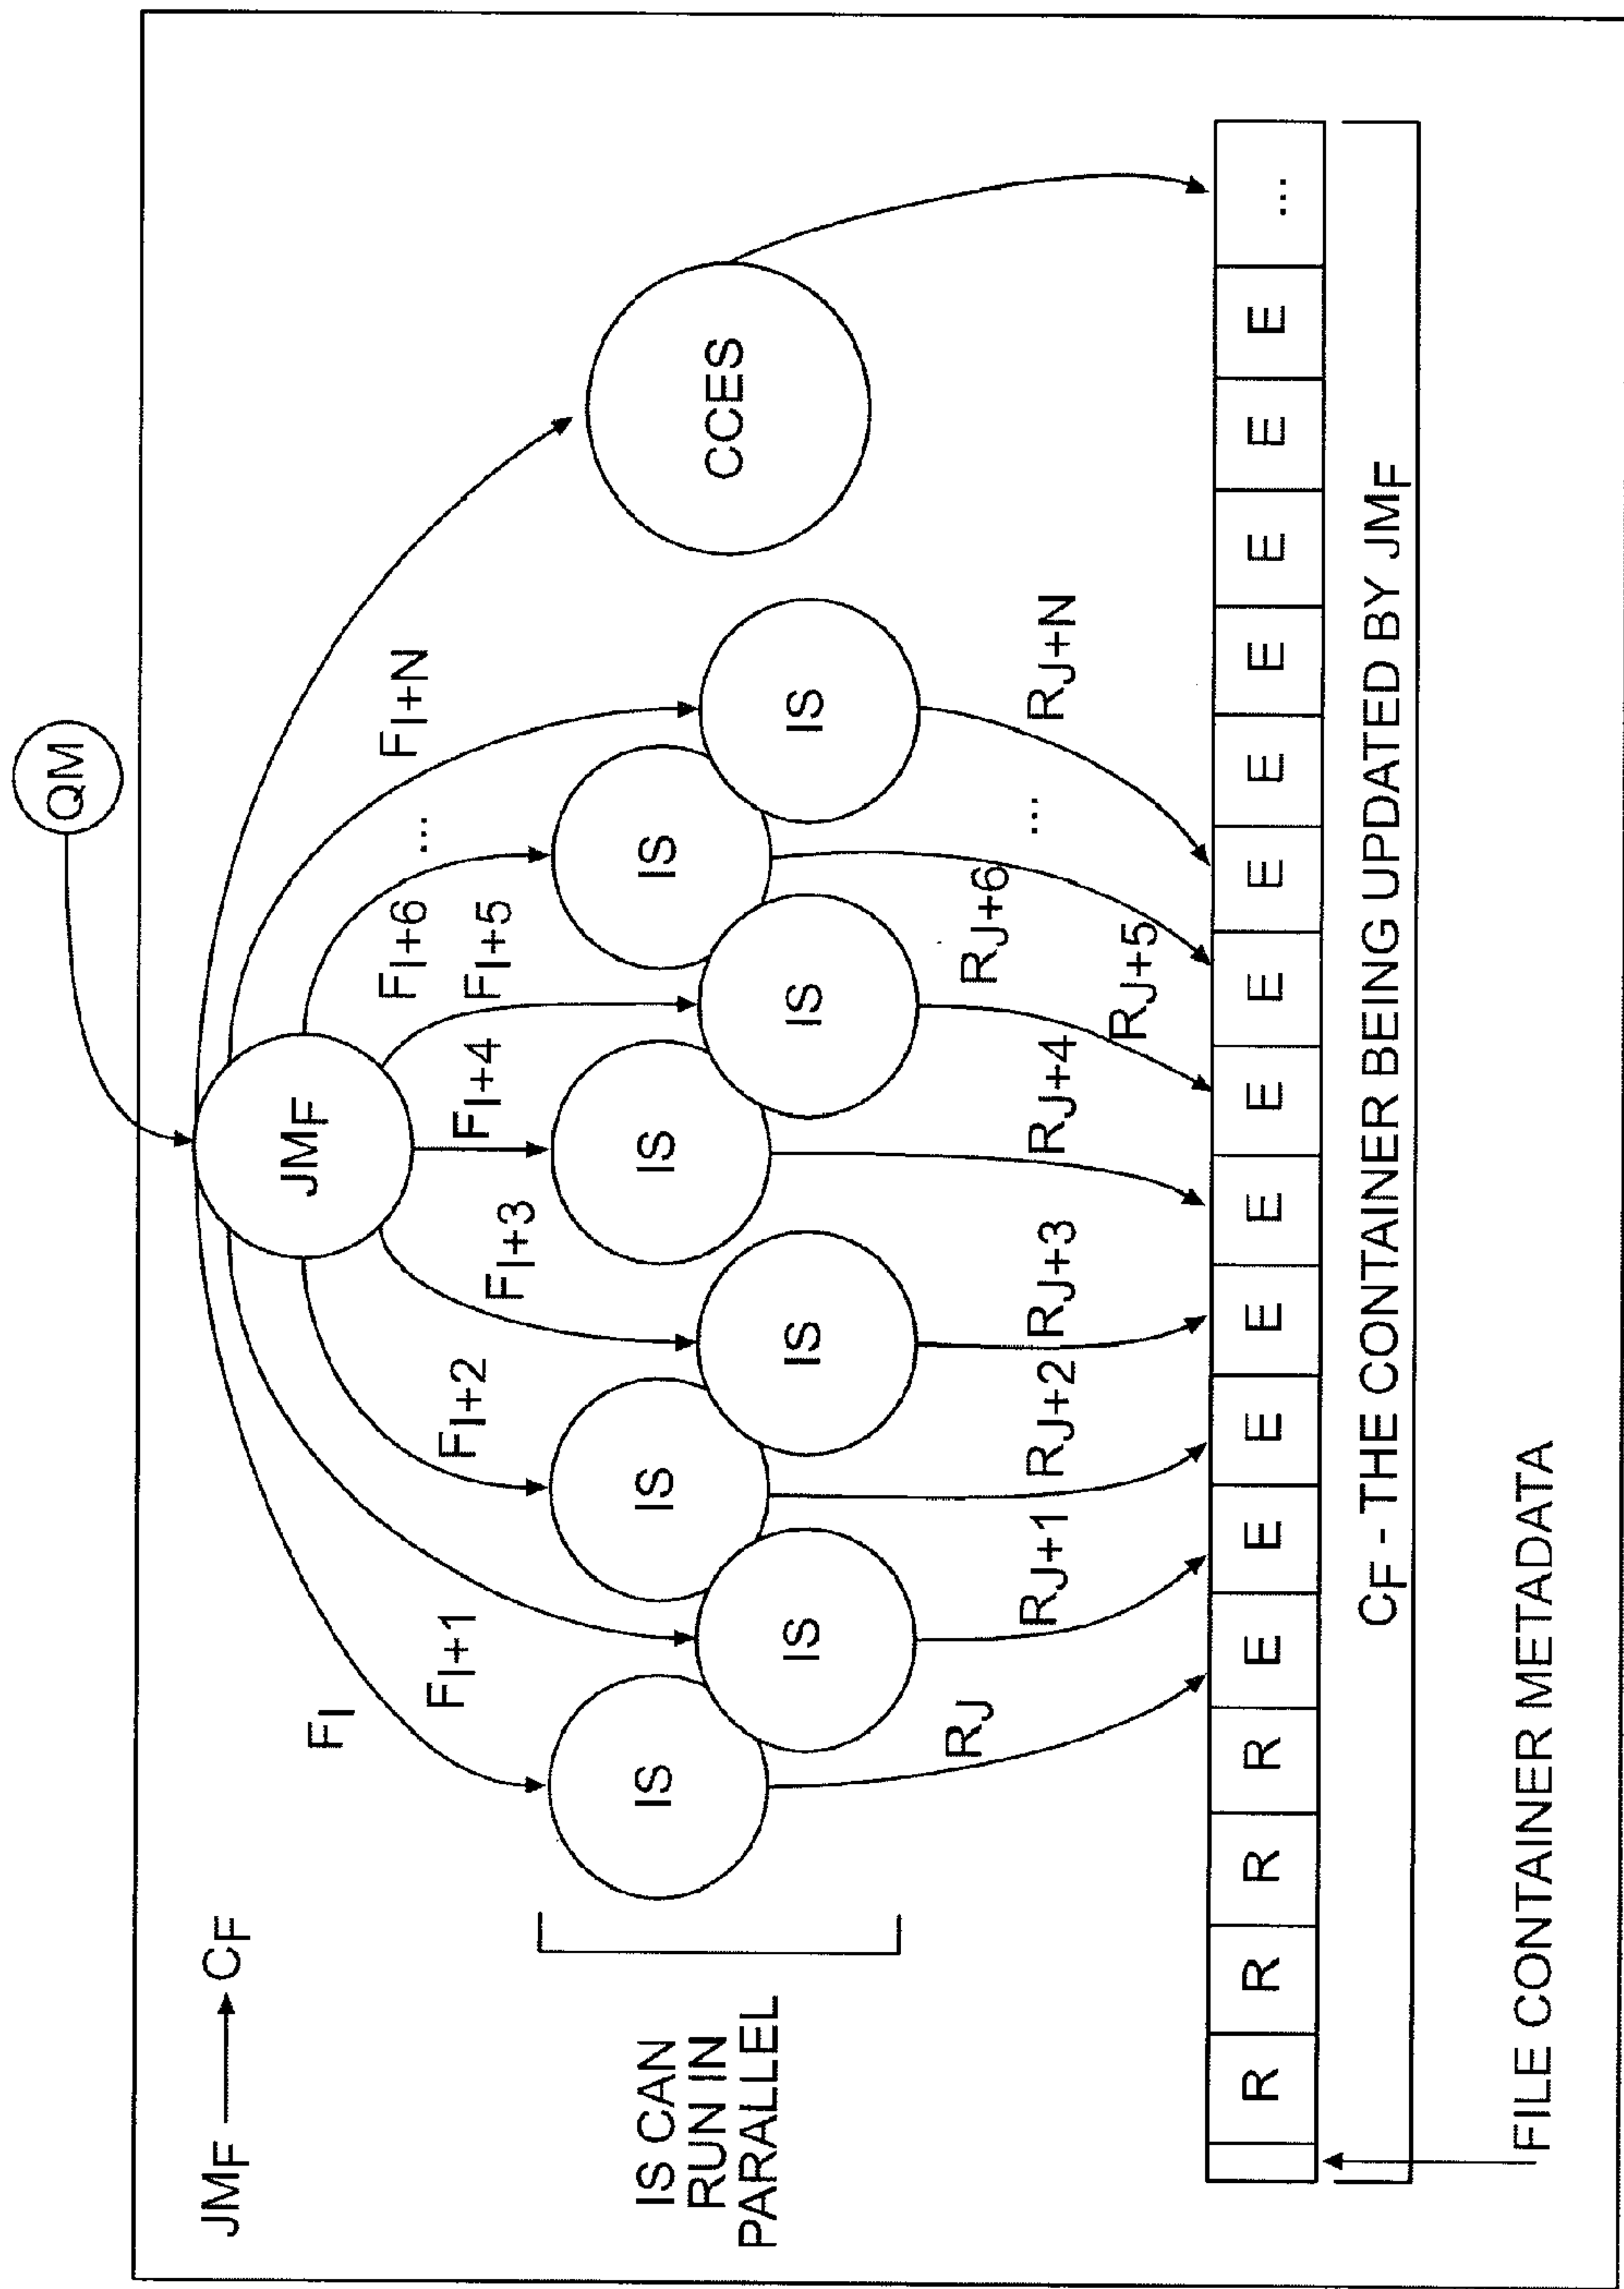 QM
JMF → CF
JMF
FI
FI+1
FI+2
FI+3
FI+4
FI+5
FI+6
...
FI+N
IS CAN
RUN IN
PARALLEL
IS
IS
IS
IS
IS
IS
IS
IS
CCES
RJ
RJ+1
RJ+2
RJ+3
RJ+4
RJ+5
RJ+6
...
RJ+N
R R R R E E E E E E E E E E E E E ...
CF - THE CONTAINER BEING UPDATED BY JMF
FILE CONTAINER METADATA